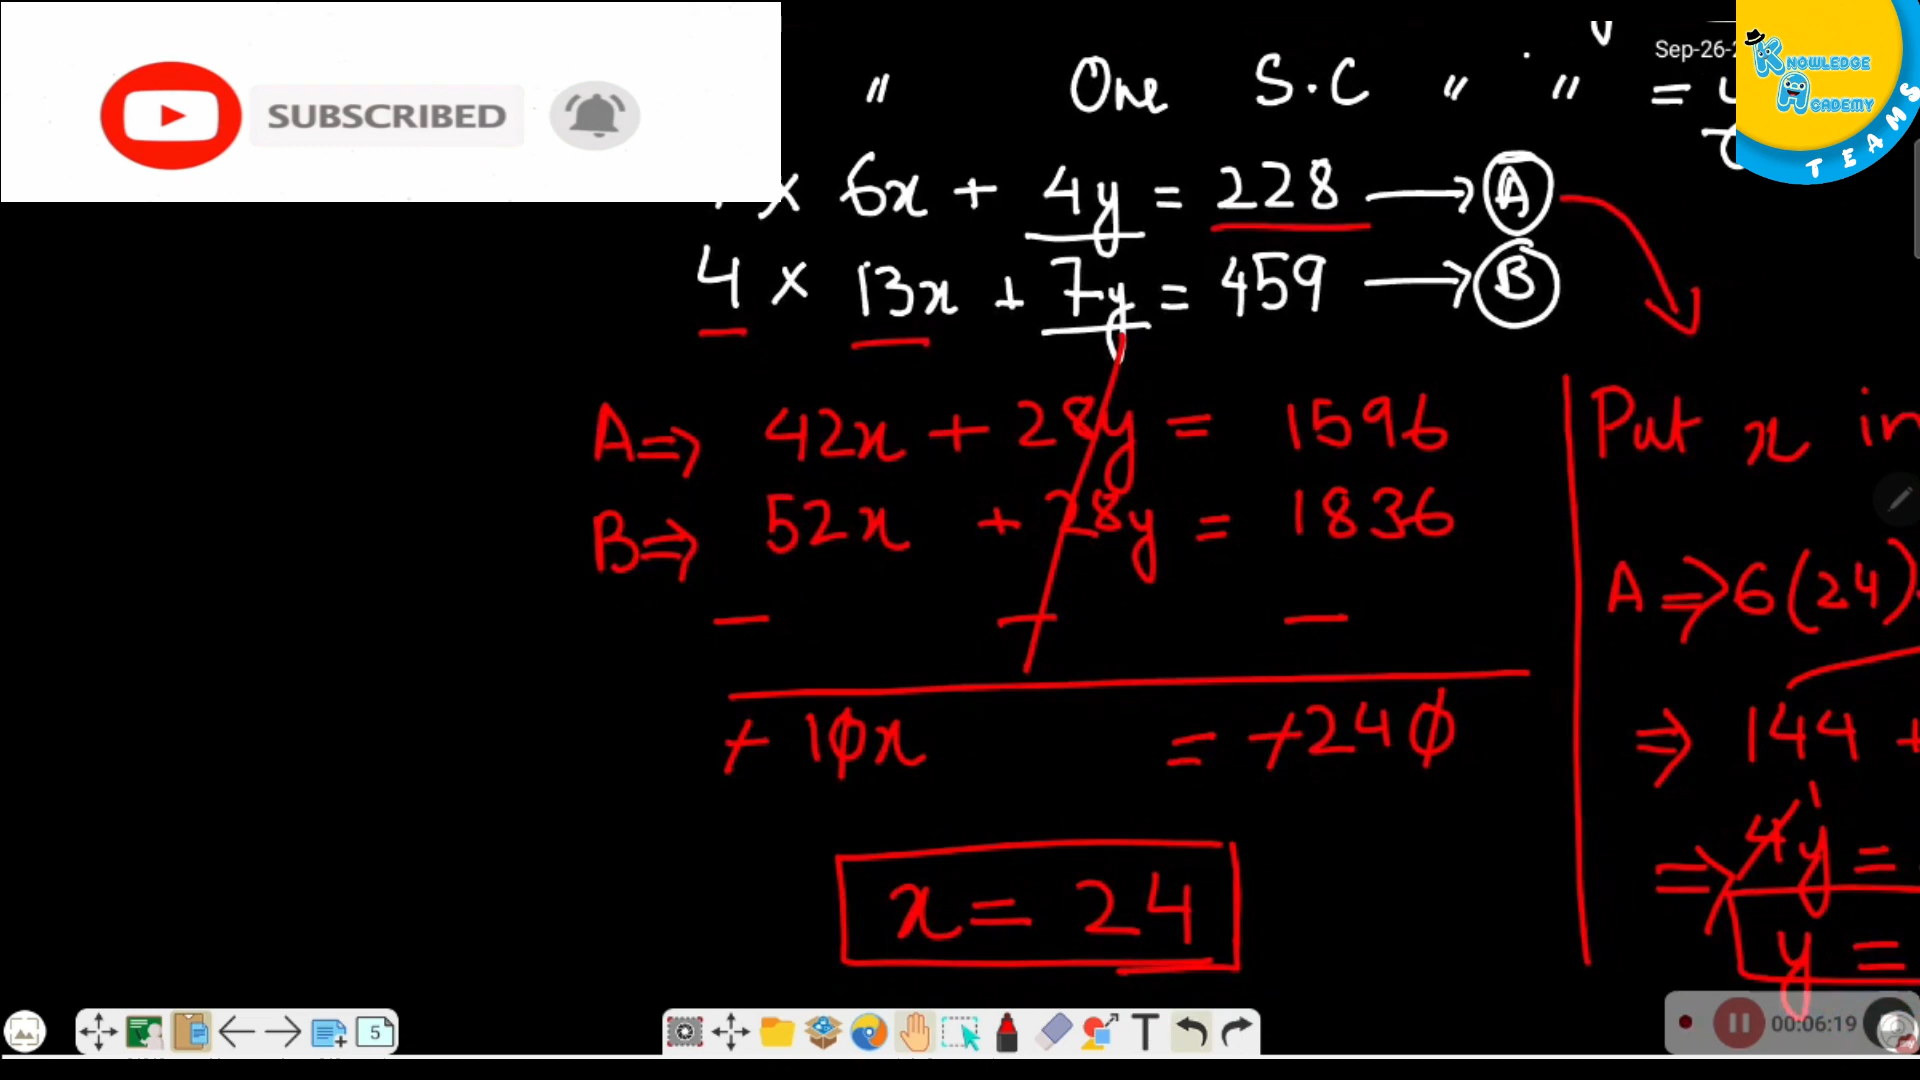 SUBSCRIBED
Sep-26-
KNOWLEDGE
ACADEMY
TEAMS
" One S.C " " =
× 6x + 4y = 228 → A
4 × 13x + 7y = 459 → B
A ⇒ 42x + 28y = 1596
B ⇒ 52x + 28y = 1836
− − −
- 10x = -240
x = 24
Put x in
A ⇒ 6(24)
⇒ 144 +
⇒ 4y =
y =
5
T
00:06:19